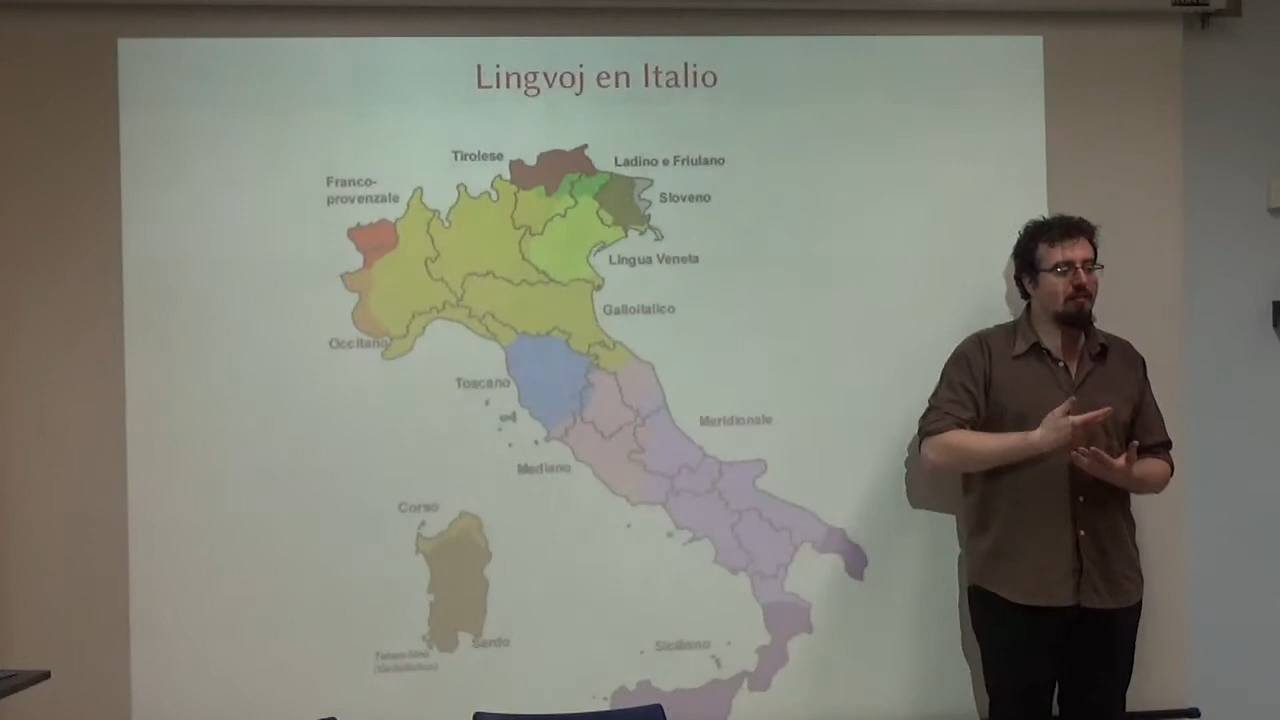 Lingvoj en Italio
Tirolese
Ladino e Friulano
Franco-
provenzale
Sloveno
Lingua Veneta
Galloitalico
Occitano
Toscano
Meridionale
Mediano
Corso
Sardo
Siciliano